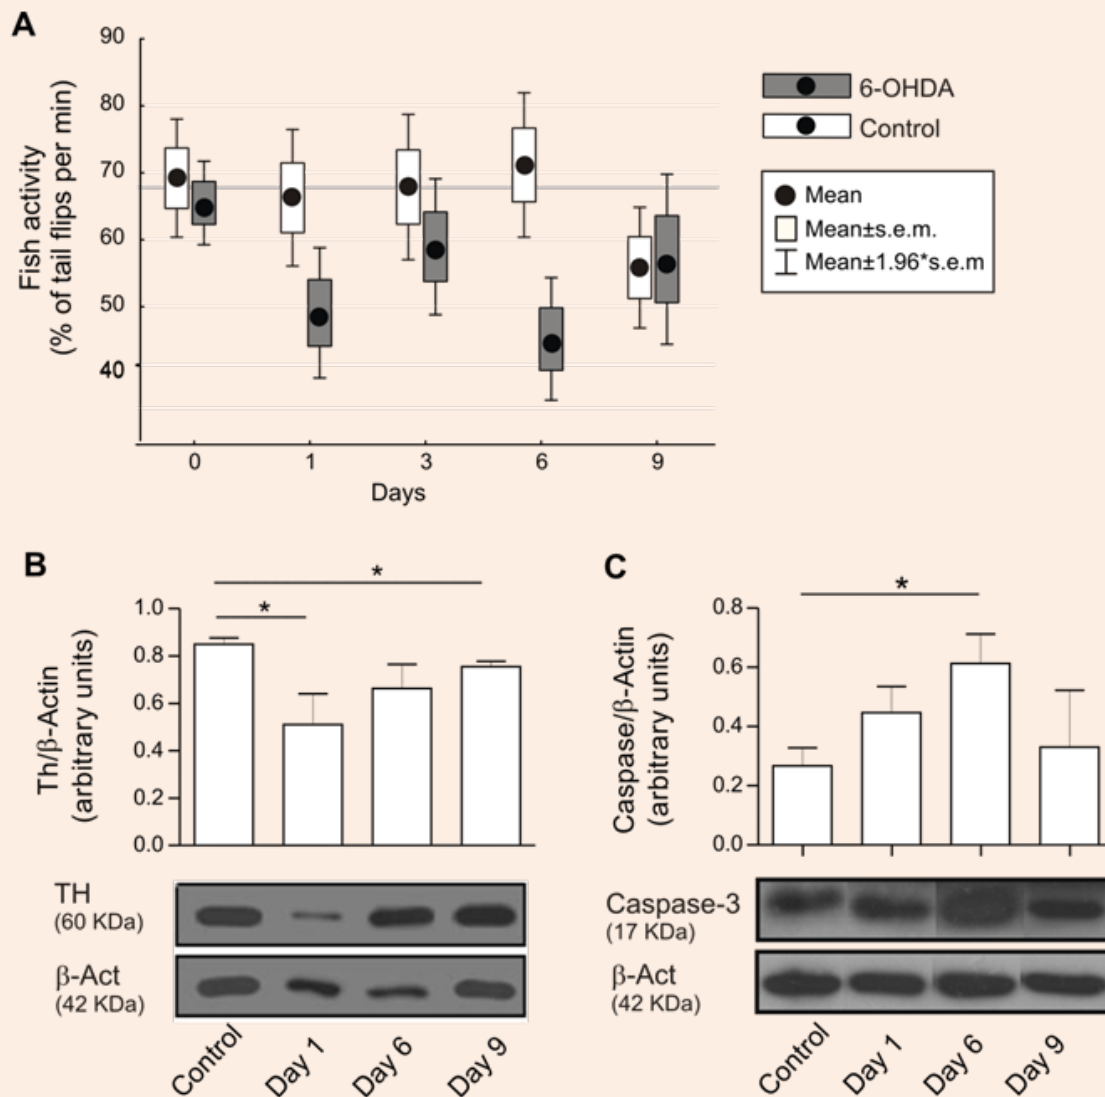 A
90
80
70
60
50
40
Fish activity
(% of tail flips per min)
0 1 3 6 9
Days
6-OHDA
Control
Mean
Mean±s.e.m.
Mean±1.96*s.e.m
B
*
*
1.0
0.8
0.6
0.4
0.2
0.0
Th/β-Actin
(arbitrary units)
TH
(60 KDa)
β-Act
(42 KDa)
Control Day 1 Day 6 Day 9
C
*
0.8
0.6
0.4
0.2
0.0
Caspase/β-Actin
(arbitrary units)
Caspase-3
(17 KDa)
β-Act
(42 KDa)
Control Day 1 Day 6 Day 9